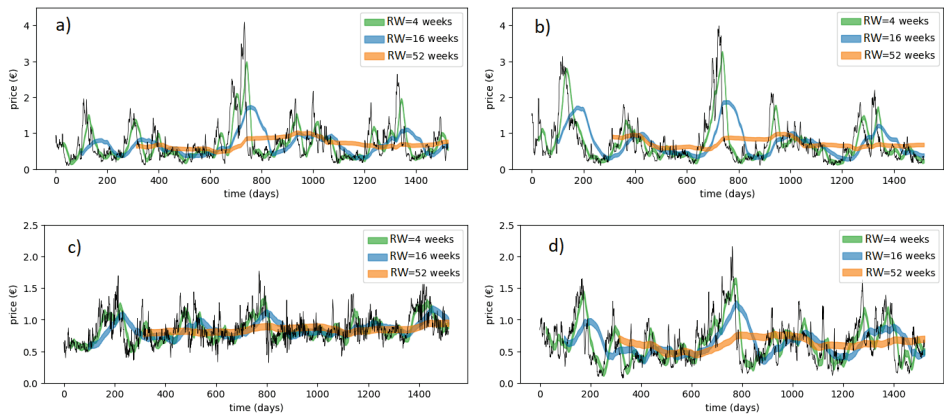 a)
RW=4 weeks
RW=16 weeks
RW=52 weeks
price (€)
4
3
2
1
0
0 200 400 600 800 1000 1200 1400
time (days)
b)
RW=4 weeks
RW=16 weeks
RW=52 weeks
price (€)
4
3
2
1
0
0 200 400 600 800 1000 1200 1400
time (days)
c)
RW=4 weeks
RW=16 weeks
RW=52 weeks
price (€)
2.5
2.0
1.5
1.0
0.5
0.0
0 200 400 600 800 1000 1200 1400
time (days)
d)
RW=4 weeks
RW=16 weeks
RW=52 weeks
price (€)
2.5
2.0
1.5
1.0
0.5
0.0
0 200 400 600 800 1000 1200 1400
time (days)